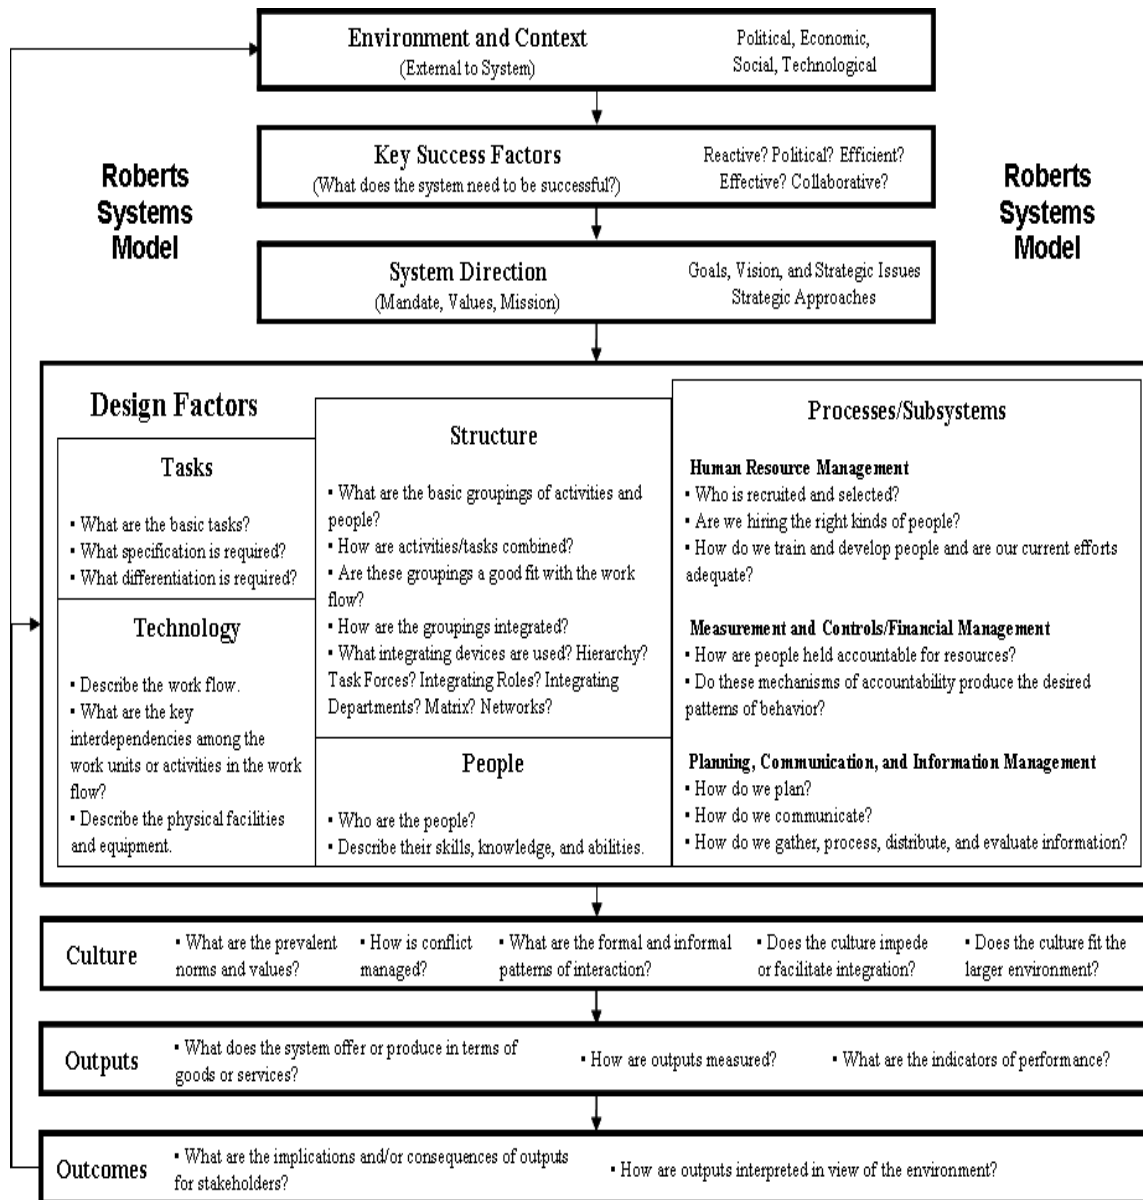 Environment and Context
(External to System)
Political, Economic,
Social, Technological
Key Success Factors
(What does the system need to be successful?)
Reactive? Political? Efficient?
Effective? Collaborative?
Roberts
Systems
Model
Roberts
Systems
Model
System Direction
(Mandate, Values, Mission)
Goals, Vision, and Strategic Issues
Strategic Approaches
Design Factors
Tasks
▪ What are the basic tasks?
▪ What specification is required?
▪ What differentiation is required?
Technology
▪ Describe the work flow.
▪ What are the key
interdependencies among the
work units or activities in the work
flow?
▪ Describe the physical facilities
and equipment.
Structure
▪ What are the basic groupings of activities and
people?
▪ How are activities/tasks combined?
▪ Are these groupings a good fit with the work
flow?
▪ How are the groupings integrated?
▪ What integrating devices are used? Hierarchy?
Task Forces? Integrating Roles? Integrating
Departments? Matrix? Networks?
People
▪ Who are the people?
▪ Describe their skills, knowledge, and abilities.
Processes/Subsystems
Human Resource Management
▪ Who is recruited and selected?
▪ Are we hiring the right kinds of people?
▪ How do we train and develop people and are our current efforts
adequate?
Measurement and Controls/Financial Management
▪ How are people held accountable for resources?
▪ Do these mechanisms of accountability produce the desired
patterns of behavior?
Planning, Communication, and Information Management
▪ How do we plan?
▪ How do we communicate?
▪ How do we gather, process, distribute, and evaluate information?
Culture
▪ What are the prevalent
norms and values?
▪ How is conflict
managed?
▪ What are the formal and informal
patterns of interaction?
▪ Does the culture impede
or facilitate integration?
▪ Does the culture fit the
larger environment?
Outputs
▪ What does the system offer or produce in terms of
goods or services?
▪ How are outputs measured?
▪ What are the indicators of performance?
Outcomes
▪ What are the implications and/or consequences of outputs
for stakeholders?
▪ How are outputs interpreted in view of the environment?